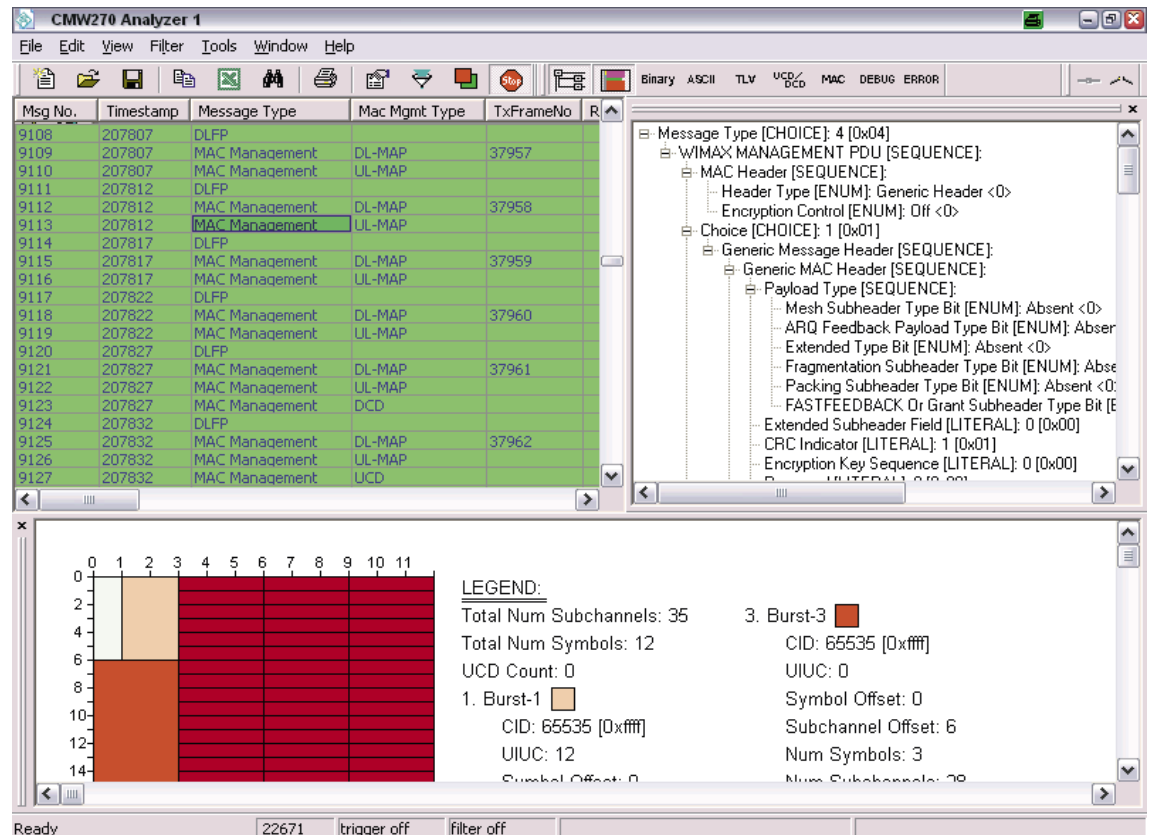 CMW270 Analyzer 1
File Edit View Filter Tools Window Help
Stop Binary ASCII TLV UCD/DCD MAC DEBUG ERROR
Msg No. Timestamp Message Type Mac Mgmt Type TxFrameNo R
9108 207807 DLFP
9109 207807 MAC Management DL-MAP 37957
9110 207807 MAC Management UL-MAP
9111 207812 DLFP
9112 207812 MAC Management DL-MAP 37958
9113 207812 MAC Management UL-MAP
9114 207817 DLFP
9115 207817 MAC Management DL-MAP 37959
9116 207817 MAC Management UL-MAP
9117 207822 DLFP
9118 207822 MAC Management DL-MAP 37960
9119 207822 MAC Management UL-MAP
9120 207827 DLFP
9121 207827 MAC Management DL-MAP 37961
9122 207827 MAC Management UL-MAP
9123 207827 MAC Management DCD
9124 207832 DLFP
9125 207832 MAC Management DL-MAP 37962
9126 207832 MAC Management UL-MAP
9127 207832 MAC Management UCD
Message Type [CHOICE]: 4 [0x04]
WIMAX MANAGEMENT PDU [SEQUENCE]:
MAC Header [SEQUENCE]:
Header Type [ENUM]: Generic Header <0>
Encryption Control [ENUM]: Off <0>
Choice [CHOICE]: 1 [0x01]
Generic Message Header [SEQUENCE]:
Generic MAC Header [SEQUENCE]:
Payload Type [SEQUENCE]:
Mesh Subheader Type Bit [ENUM]: Absent <0>
ARQ Feedback Payload Type Bit [ENUM]: Absen
Extended Type Bit [ENUM]: Absent <0>
Fragmentation Subheader Type Bit [ENUM]: Abse
Packing Subheader Type Bit [ENUM]: Absent <0
FASTFEEDBACK Or Grant Subheader Type Bit [E
Extended Subheader Field [LITERAL]: 0 [0x00]
CRC Indicator [LITERAL]: 1 [0x01]
Encryption Key Sequence [LITERAL]: 0 [0x00]
0 1 2 3 4 5 6 7 8 9 10 11
0
2
4
6
8
10
12
14
LEGEND:
Total Num Subchannels: 35
Total Num Symbols: 12
UCD Count: 0
1. Burst-1
CID: 65535 [0xffff]
UIUC: 12
Symbol Offset: 0
3. Burst-3
CID: 65535 [0xffff]
UIUC: 0
Symbol Offset: 0
Subchannel Offset: 6
Num Symbols: 3
Num Subchannels:
Ready 22671 trigger off filter off